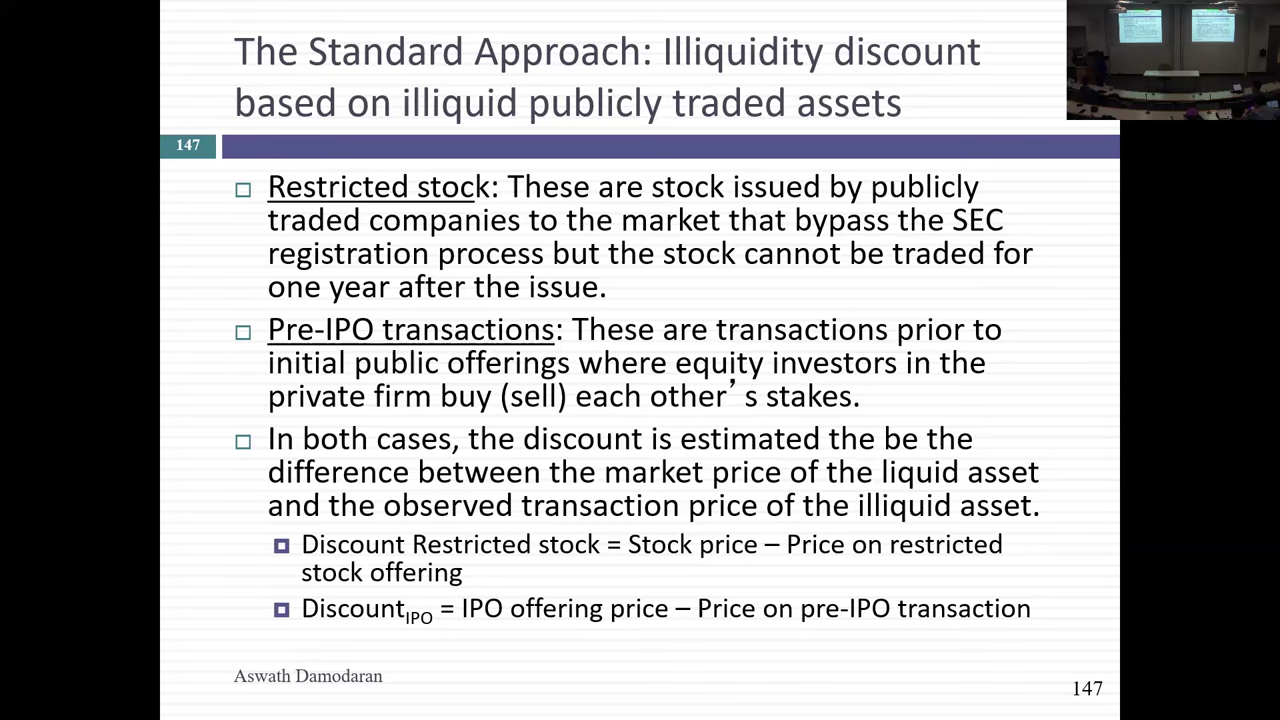 The Standard Approach: Illiquidity discount
based on illiquid publicly traded assets
147
Restricted stock: These are stock issued by publicly
traded companies to the market that bypass the SEC
registration process but the stock cannot be traded for
one year after the issue.
Pre-IPO transactions: These are transactions prior to
initial public offerings where equity investors in the
private firm buy (sell) each other’s stakes.
In both cases, the discount is estimated the be the
difference between the market price of the liquid asset
and the observed transaction price of the illiquid asset.
Discount Restricted stock = Stock price – Price on restricted
stock offering
DiscountIPO = IPO offering price – Price on pre-IPO transaction
Aswath Damodaran
147